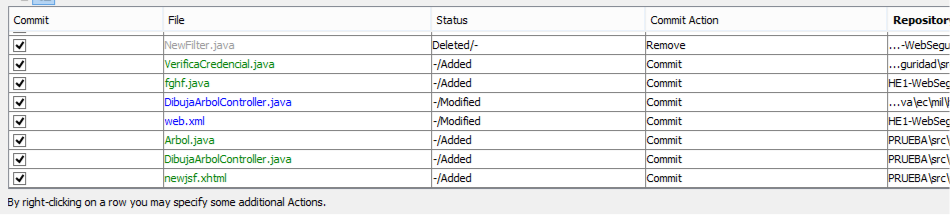 Commit File Status Commit Action Repository
NewFilter.java Deleted/- Remove ...-WebSegu
VerificaCredencial.java -/Added Commit ...guridad\sr
fghf.java -/Added Commit HE1-WebSeg
DibujaArbolController.java -/Modified Commit ...va\ec\mil\
web.xml -/Modified Commit HE1-WebSeg
Arbol.java -/Added Commit PRUEBA\src\
DibujaArbolController.java -/Added Commit PRUEBA\src\
newjsf.xhtml -/Added Commit PRUEBA\src\
By right-clicking on a row you may specify some additional Actions.